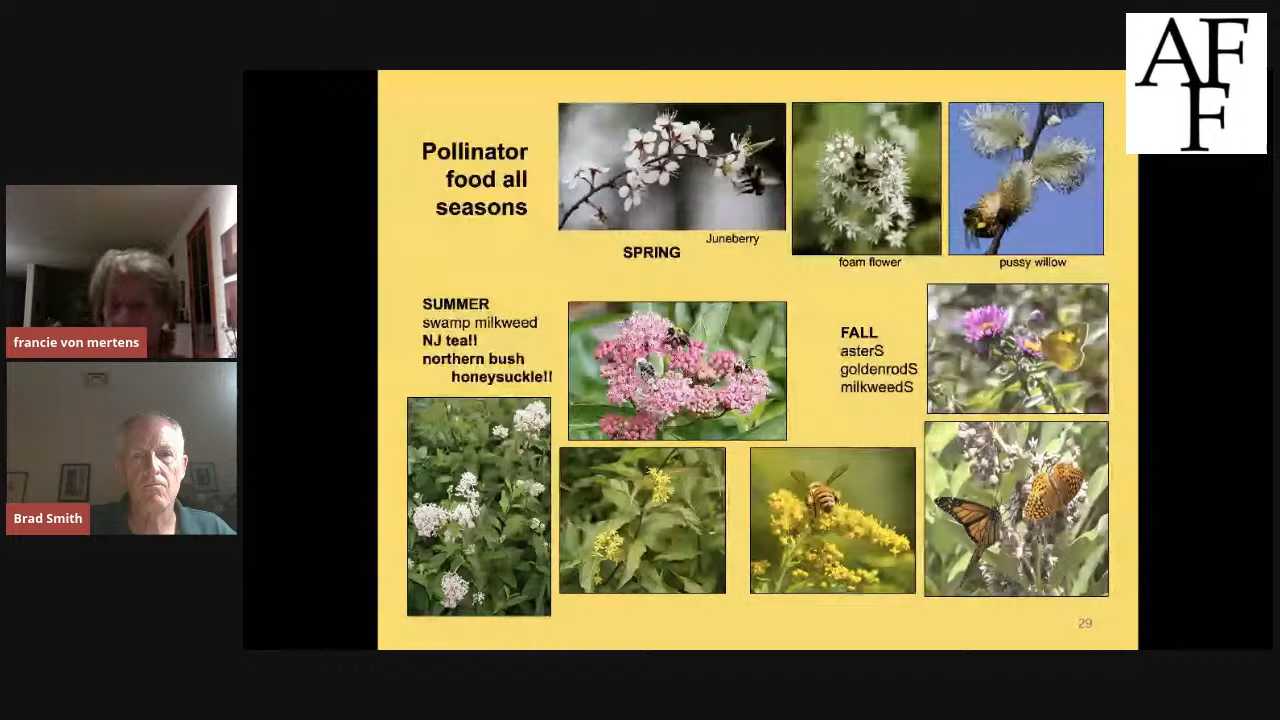 AF
F
Pollinator
food all
seasons
Juneberry
SPRING
foam flower
pussy willow
SUMMER
swamp milkweed
NJ tea!!
northern bush
honeysuckle!!
FALL
asterS
goldenrodS
milkweedS
29
francie von mertens
Brad Smith